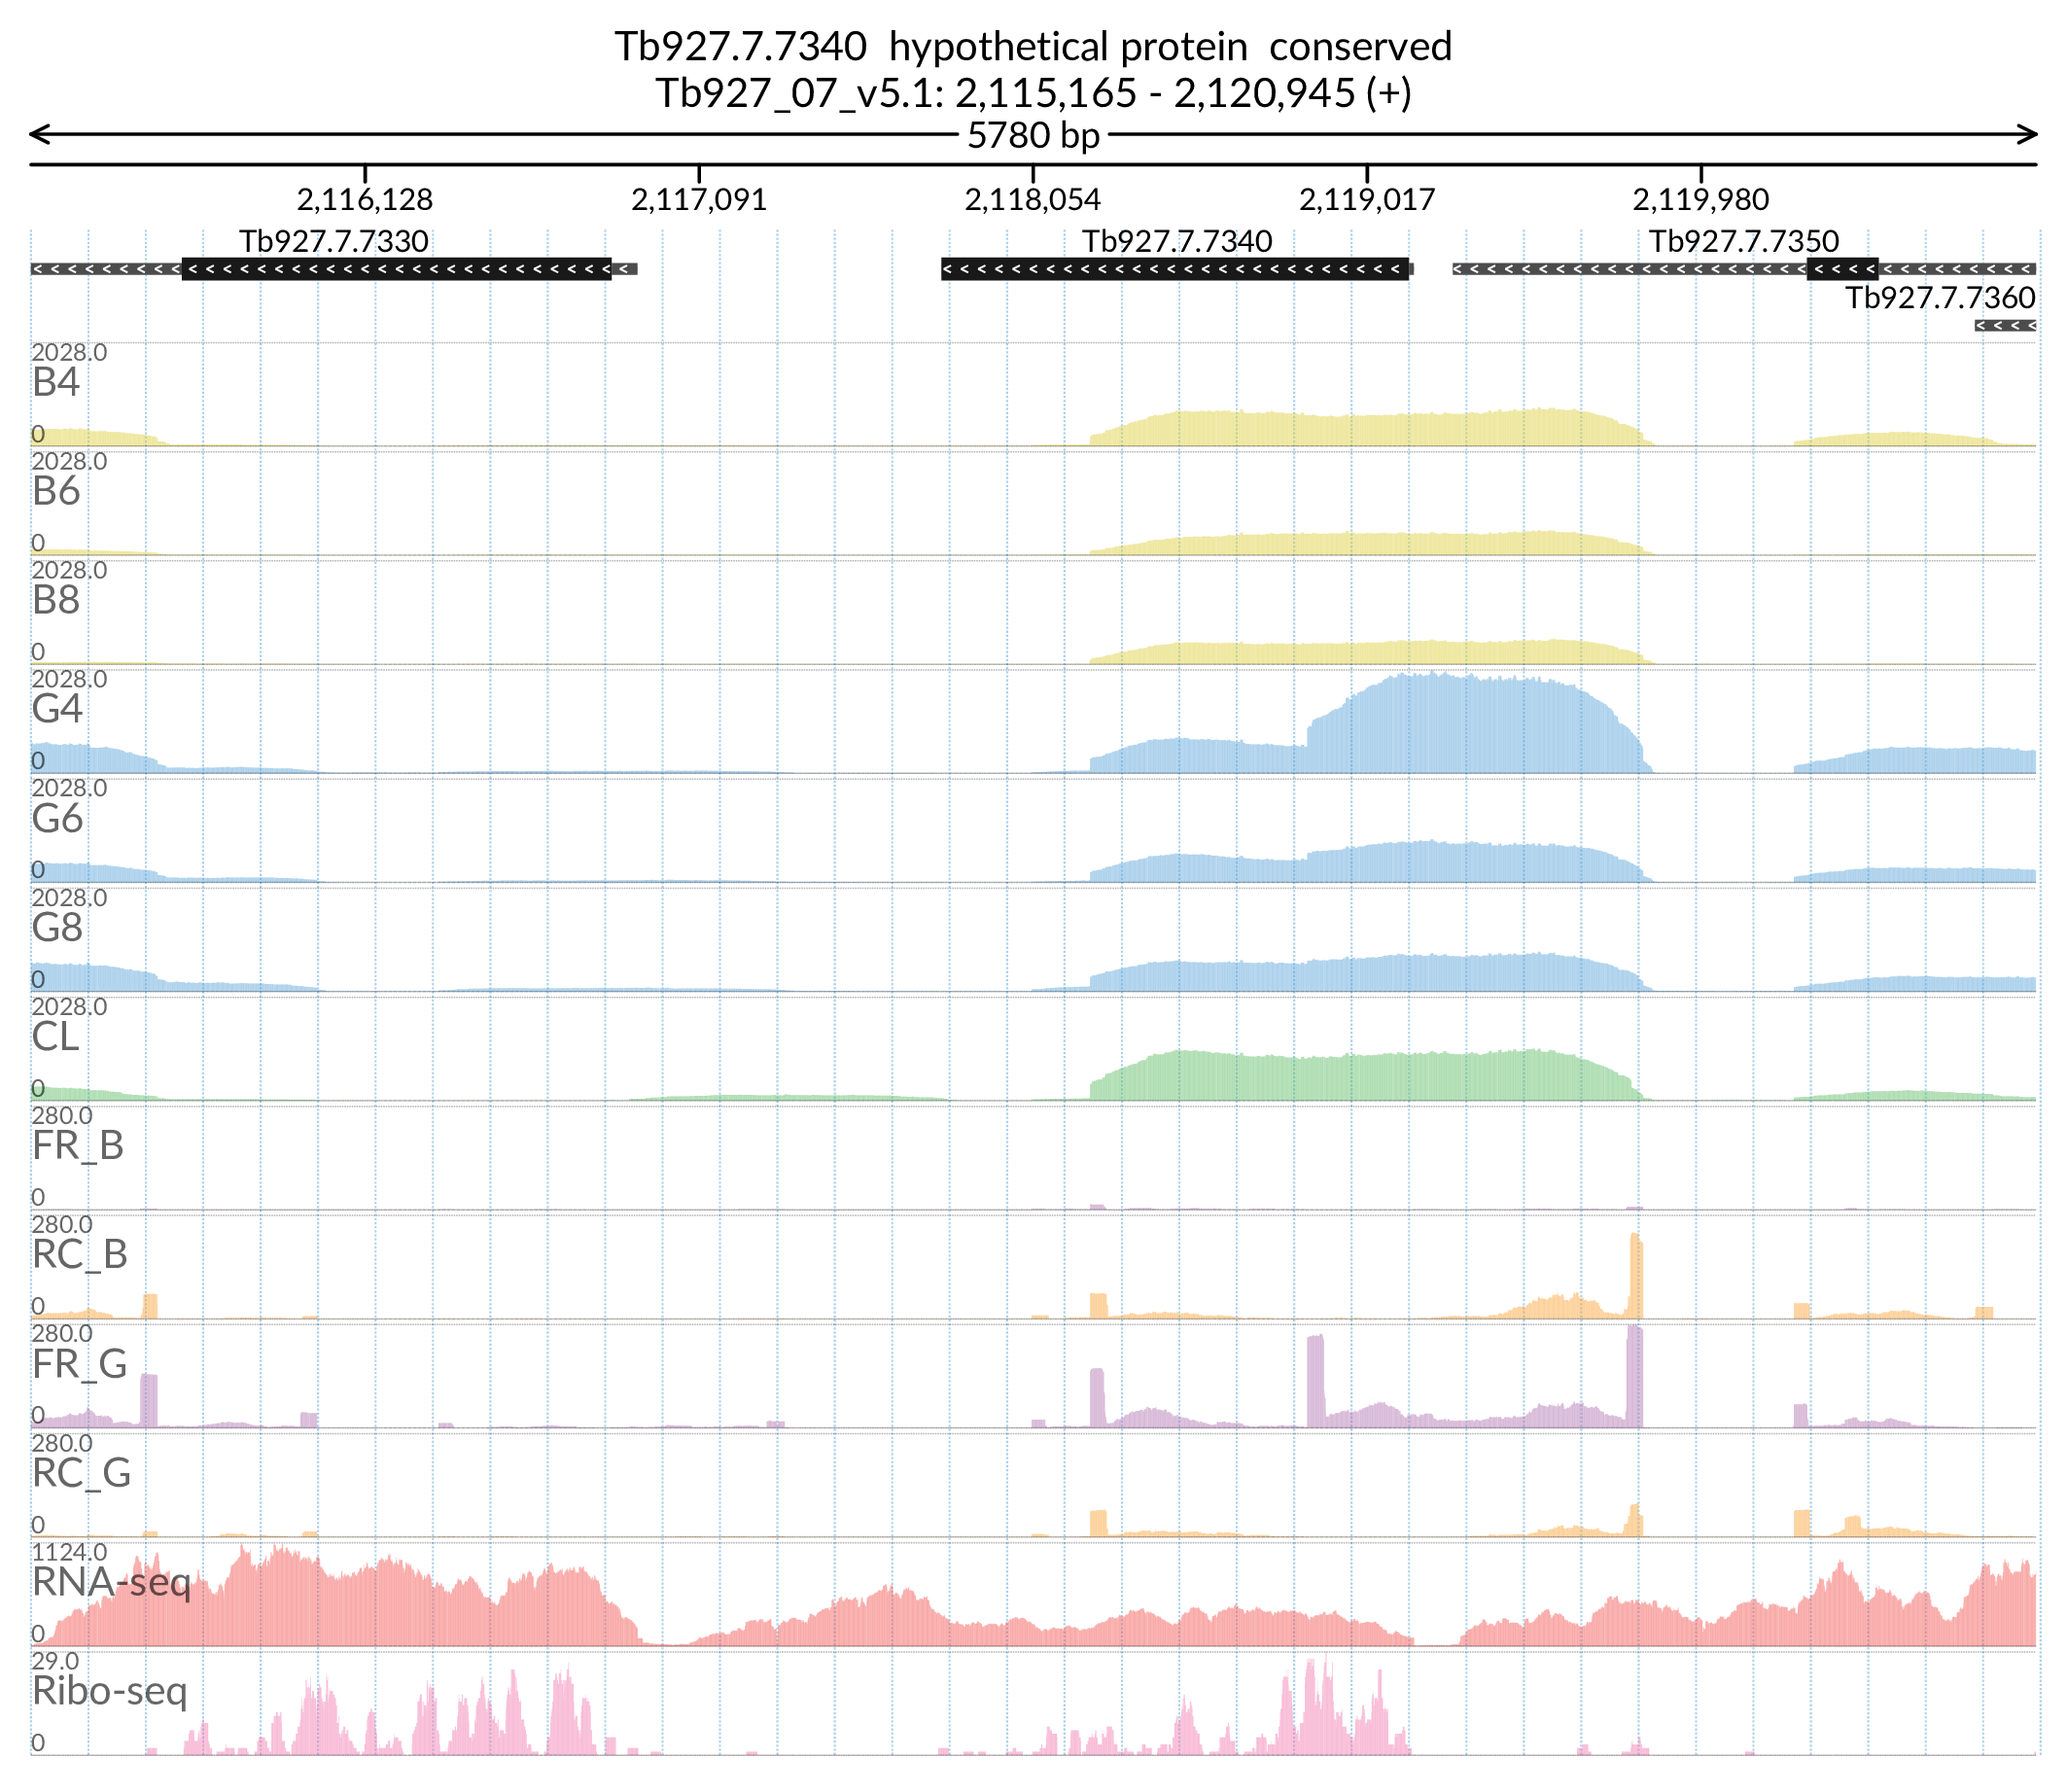 Tb927.7.7340 hypothetical protein conserved
Tb927_07_v5.1: 2,115,165 - 2,120,945 (+)
5780 bp
2,116,128 2,117,091 2,118,054 2,119,017 2,119,980
Tb927.7.7330 Tb927.7.7340 Tb927.7.7350
Tb927.7.7360
2028.0
B4
0
2028.0
B6
0
2028.0
B8
0
2028.0
G4
0
2028.0
G6
0
2028.0
G8
0
2028.0
CL
0
280.0
FR_B
0
280.0
RC_B
0
280.0
FR_G
0
280.0
RC_G
0
1124.0
RNA-seq
0
29.0
Ribo-seq
0